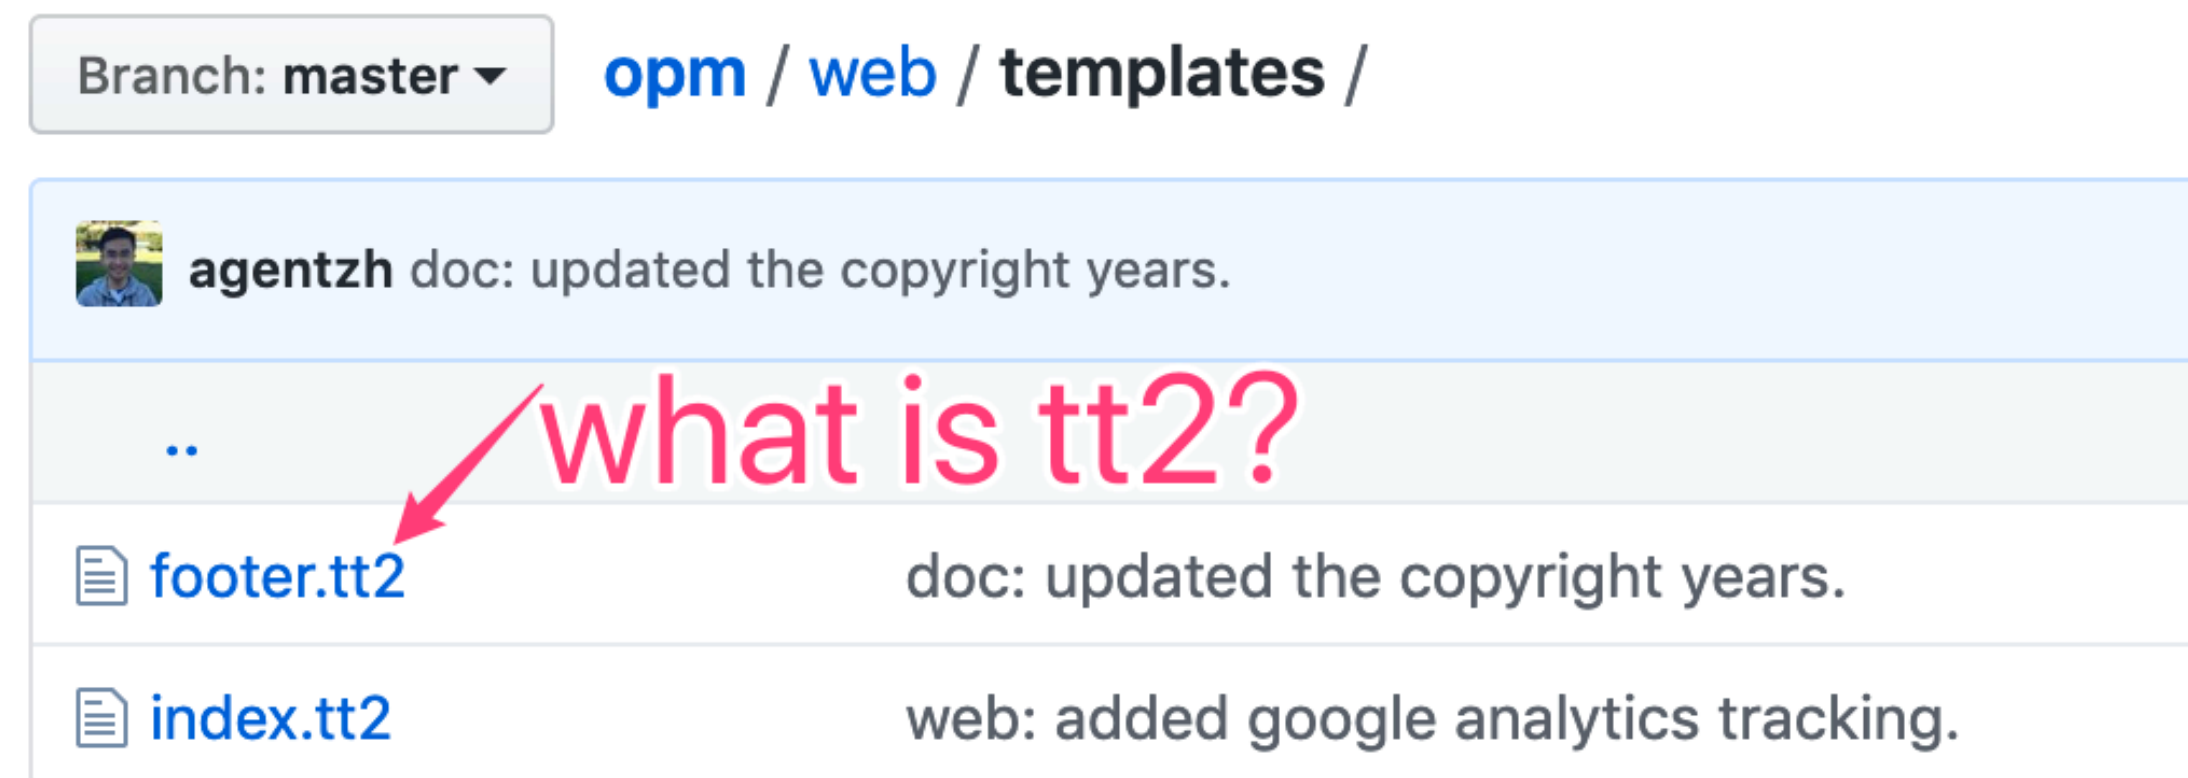 Branch: master opm / web / templates /
agentzh doc: updated the copyright years.
what is tt2?
..
footer.tt2 doc: updated the copyright years.
index.tt2 web: added google analytics tracking.